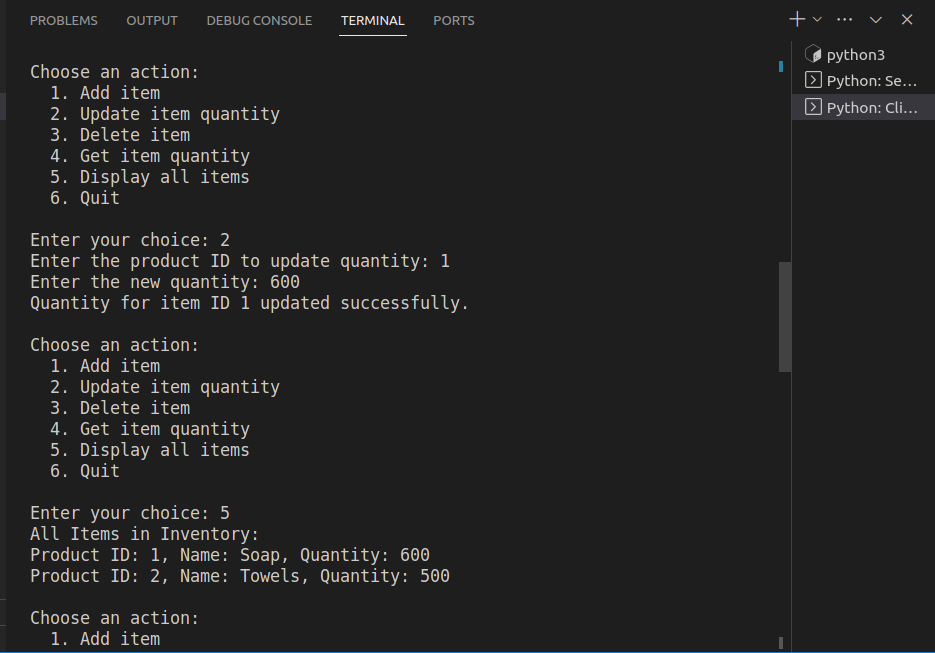 PROBLEMS OUTPUT DEBUG CONSOLE TERMINAL PORTS
Choose an action:
1. Add item
2. Update item quantity
3. Delete item
4. Get item quantity
5. Display all items
6. Quit
Enter your choice: 2
Enter the product ID to update quantity: 1
Enter the new quantity: 600
Quantity for item ID 1 updated successfully.
Choose an action:
1. Add item
2. Update item quantity
3. Delete item
4. Get item quantity
5. Display all items
6. Quit
Enter your choice: 5
All Items in Inventory:
Product ID: 1, Name: Soap, Quantity: 600
Product ID: 2, Name: Towels, Quantity: 500
Choose an action:
1. Add item
python3
Python: Se...
Python: Cli...